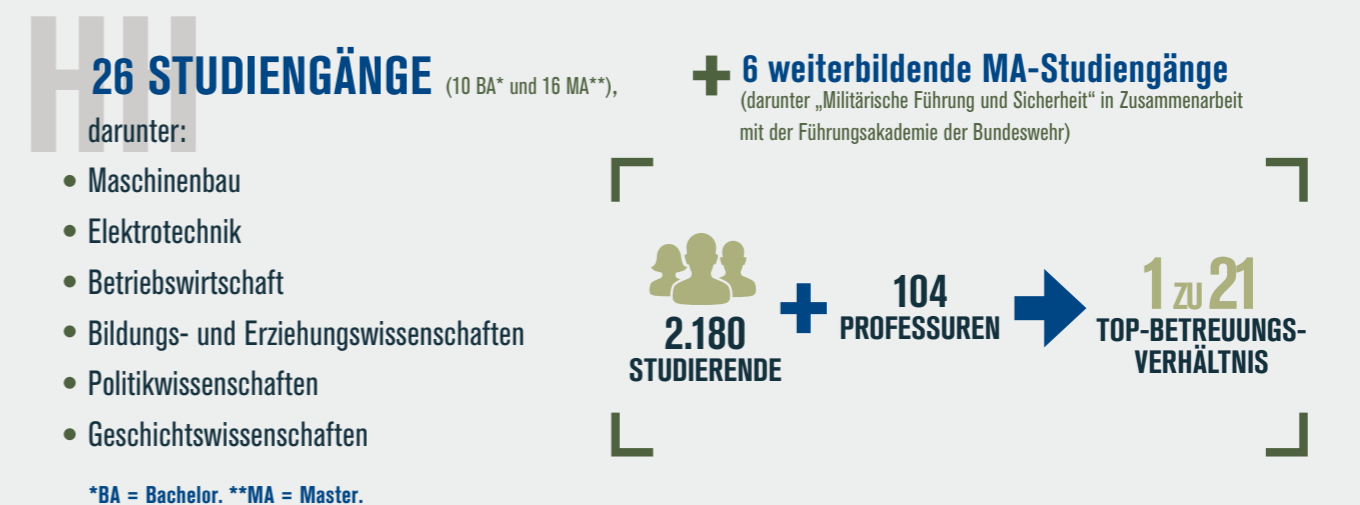 HH
26 STUDIENGÄNGE (10 BA* und 16 MA**),
darunter:
• Maschinenbau
• Elektrotechnik
• Betriebswirtschaft
• Bildungs- und Erziehungswissenschaften
• Politikwissenschaften
• Geschichtswissenschaften
*BA = Bachelor. **MA = Master.
+ 6 weiterbildende MA-Studiengänge
(darunter „Militärische Führung und Sicherheit“ in Zusammenarbeit
mit der Führungsakademie der Bundeswehr)
2.180
STUDIERENDE
+
104
PROFESSUREN
1 ZU 21
TOP-BETREUUNGS-
VERHÄLTNIS